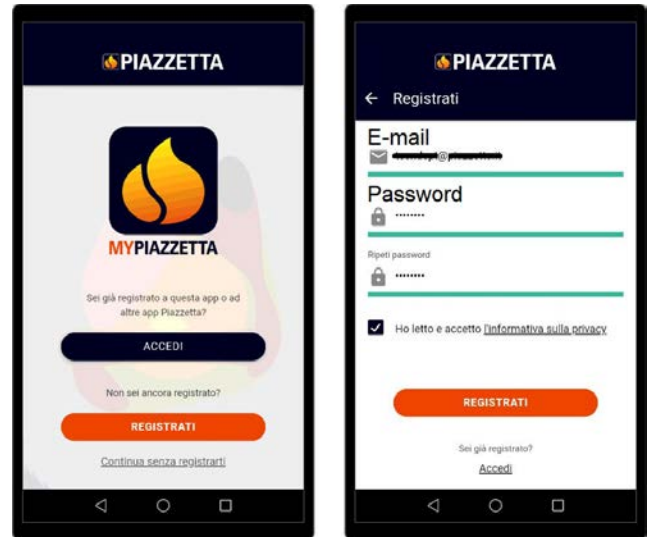 PIAZZETTA
MYPIAZZETTA
Sei già registrato a questa app o ad
altre app Piazzetta?
ACCEDI
Non sei ancora registrato?
REGISTRATI
Continua senza registrarti
PIAZZETTA
← Registrati
E-mail
Password
Ripeti password
Ho letto e accetto l'informativa sulla privacy
REGISTRATI
Sei già registrato?
Accedi